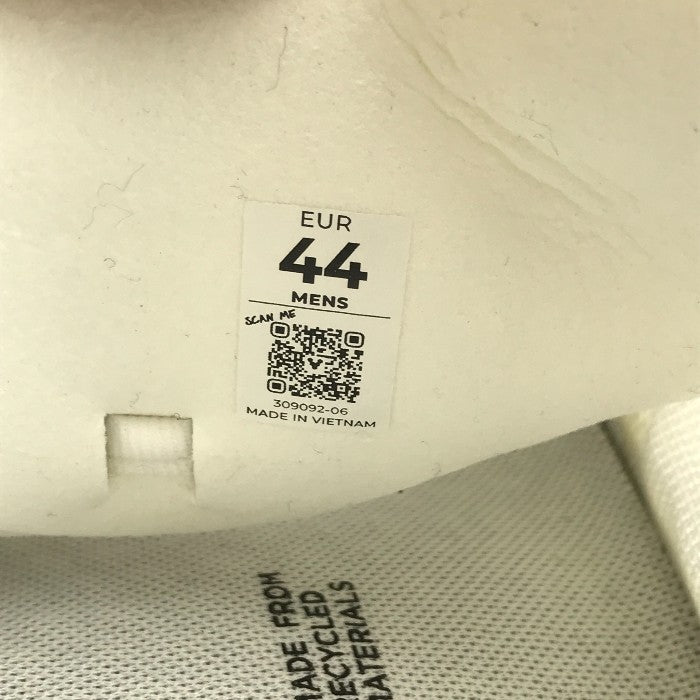 EUR
44
MENS
SCAN ME
309092-06
MADE IN VIETNAM
MADE FROM
RECYCLED
MATERIALS